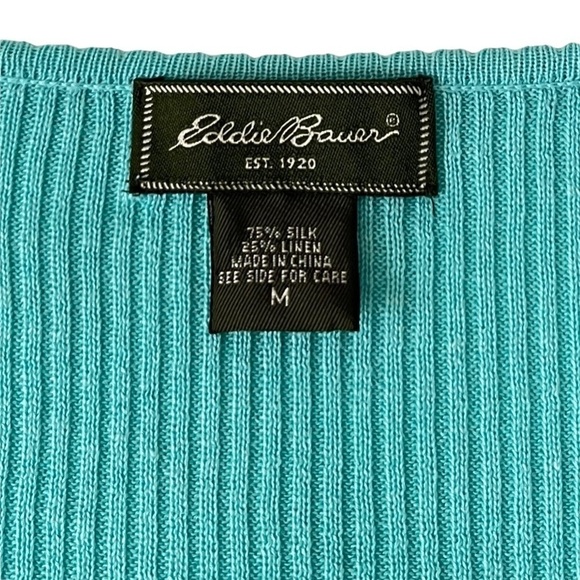 Eddie Bauer®
EST. 1920
75% SILK
25% LINEN
MADE IN CHINA
SEE SIDE FOR CARE
M